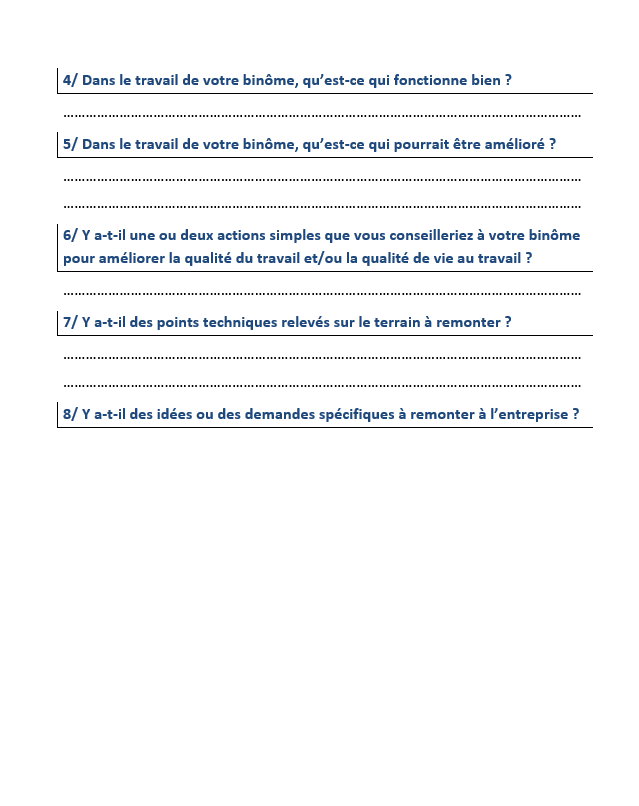 4/ Dans le travail de votre binôme, qu’est-ce qui fonctionne bien ?
……………………………………………………………………………………………………………………
5/ Dans le travail de votre binôme, qu’est-ce qui pourrait être amélioré ?
……………………………………………………………………………………………………………………
……………………………………………………………………………………………………………………
6/ Y a-t-il une ou deux actions simples que vous conseilleriez à votre binôme
pour améliorer la qualité du travail et/ou la qualité de vie au travail ?
……………………………………………………………………………………………………………………
7/ Y a-t-il des points techniques relevés sur le terrain à remonter ?
……………………………………………………………………………………………………………………
……………………………………………………………………………………………………………………
8/ Y a-t-il des idées ou des demandes spécifiques à remonter à l’entreprise ?